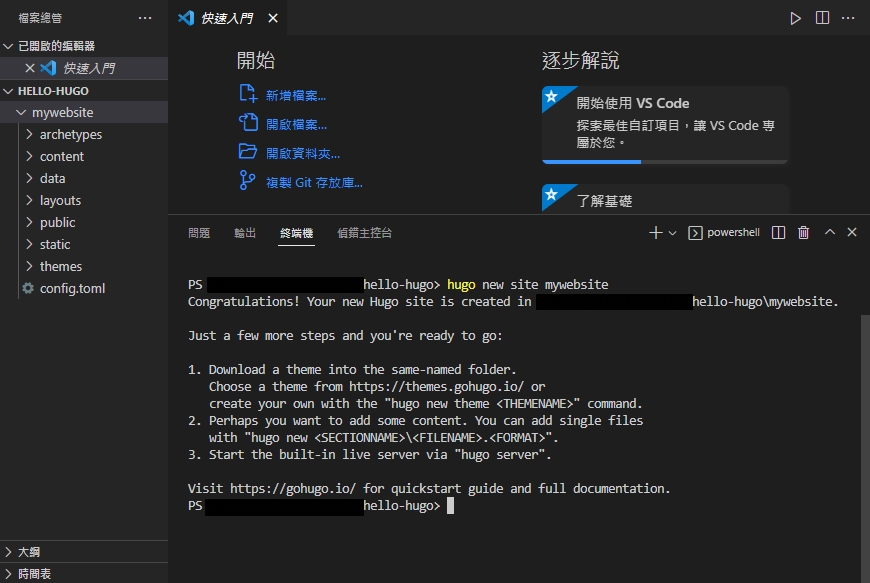 檔案總管
已開啟的編輯器
快速入門
HELLO-HUGO
mywebsite
archetypes
content
data
layouts
public
static
themes
config.toml
大綱
時間表
快速入門
開始
新增檔案...
開啟檔案...
開啟資料夾...
複製 Git 存放庫...
逐步解說
開始使用 VS Code
探索最佳自訂項目，讓 VS Code 專
屬於您。
了解基礎
問題 輸出 終端機 偵錯主控台
powershell
PS hello-hugo> hugo new site mywebsite
Congratulations! Your new Hugo site is created in hello-hugo\mywebsite.
Just a few more steps and you're ready to go:
1. Download a theme into the same-named folder.
Choose a theme from https://themes.gohugo.io/ or
create your own with the "hugo new theme <THEMENAME>" command.
2. Perhaps you want to add some content. You can add single files
with "hugo new <SECTIONNAME>\<FILENAME>.<FORMAT>".
3. Start the built-in live server via "hugo server".
Visit https://gohugo.io/ for quickstart guide and full documentation.
PS hello-hugo>